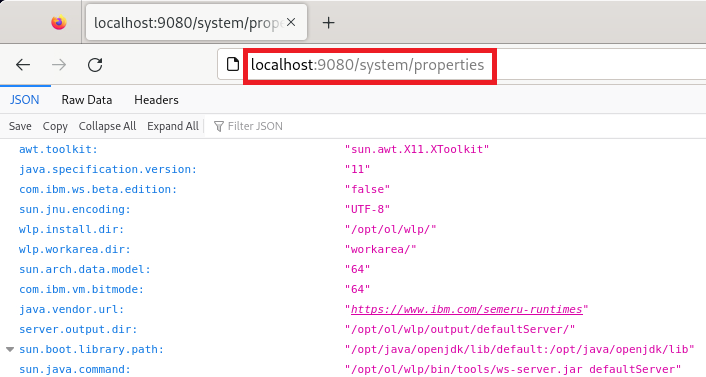 localhost:9080/system/prope
localhost:9080/system/properties
JSON Raw Data Headers
Save Copy Collapse All Expand All Filter JSON
awt.toolkit: "sun.awt.X11.XToolkit"
java.specification.version: "11"
com.ibm.ws.beta.edition: "false"
sun.jnu.encoding: "UTF-8"
wlp.install.dir: "/opt/ol/wlp/"
wlp.workarea.dir: "workarea/"
sun.arch.data.model: "64"
com.ibm.vm.bitmode: "64"
java.vendor.url: "https://www.ibm.com/semeru-runtimes"
server.output.dir: "/opt/ol/wlp/output/defaultServer/"
sun.boot.library.path: "/opt/java/openjdk/lib/default:/opt/java/openjdk/lib"
sun.java.command: "/opt/ol/wlp/bin/tools/ws-server.jar defaultServer"